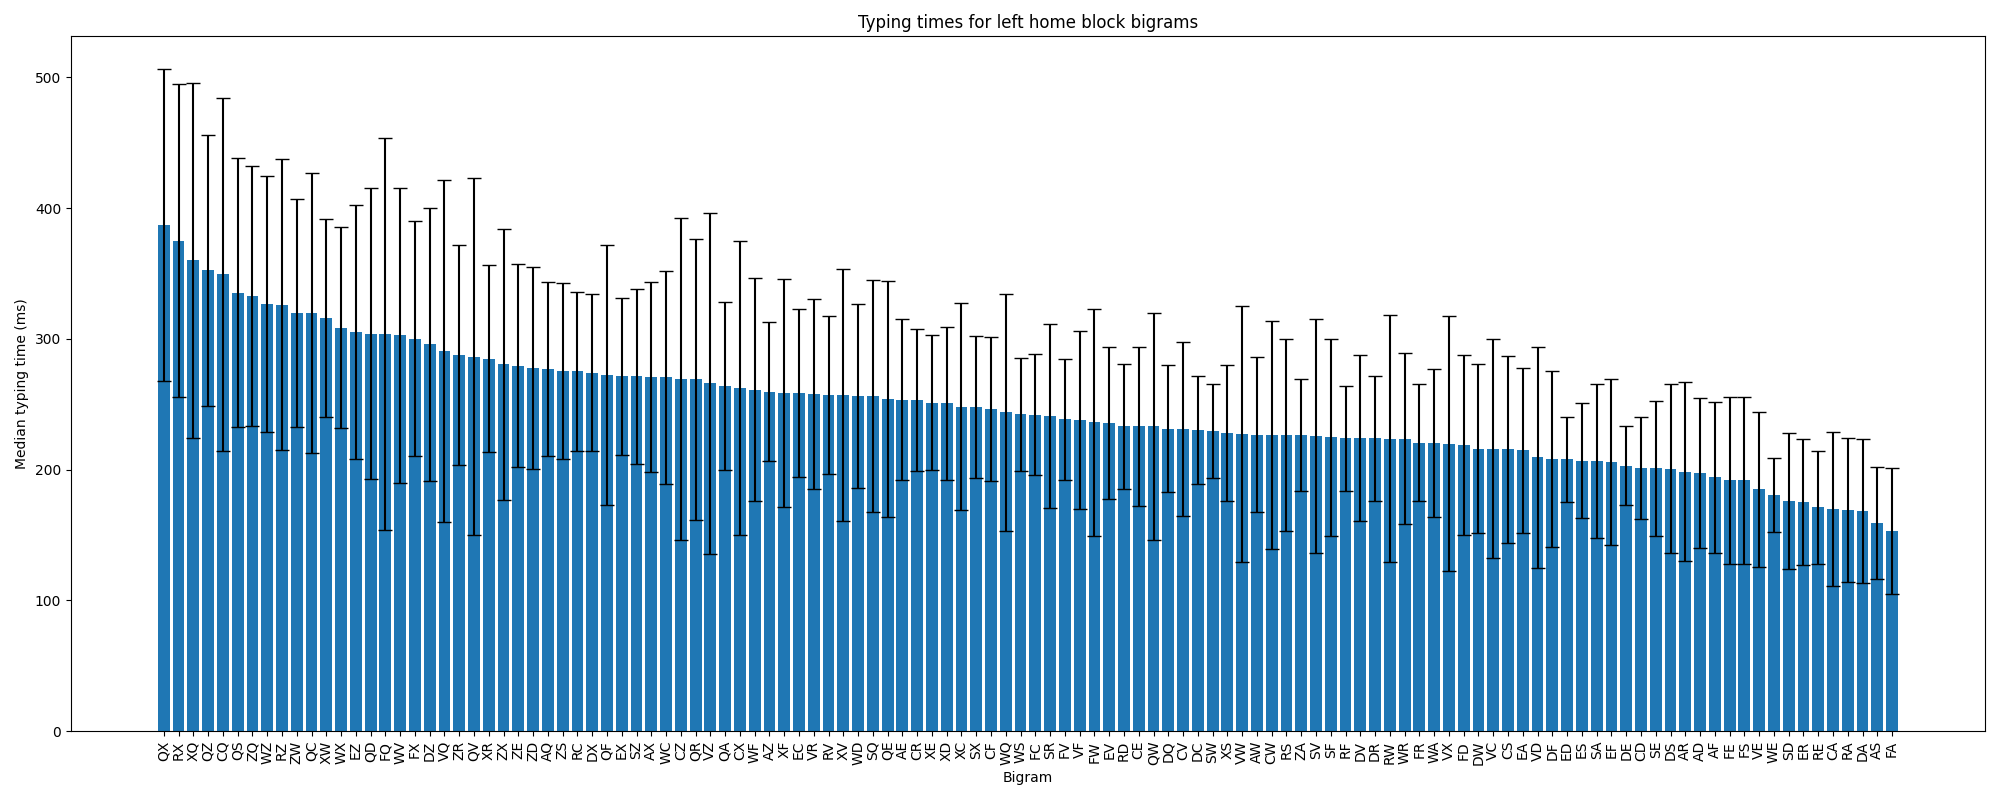 Typing times for left home block bigrams
Median typing time (ms)
500
400
300
200
100
0
QX RX XQ QZ CQ QS ZQ WZ RZ ZW QC XW WX EZ QD FQ WV FX DZ VQ ZR QV XR ZX ZE ZD AQ ZS RC DX QF EX SZ AX WC CZ QR VZ QA CX WF AZ XF EC VR RV XV WD SQ QE AE CR XE XD XC SX CF WQ WS FC SR FV VF FW EV RD CE QW DQ CV DC SW XS VW AW CW RS ZA SV SF RF DV DR RW WR FR WA VX FD DW VC CS EA VD DF ED ES SA EF DE CD SE DS AR AD AF FE FS VE WE SD ER RE CA RA DA AS FA
Bigram